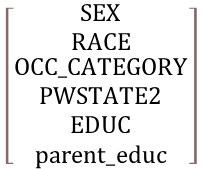 SEX
RACE
OCC_CATEGORY
PWSTATE2
EDUC
parent_educ